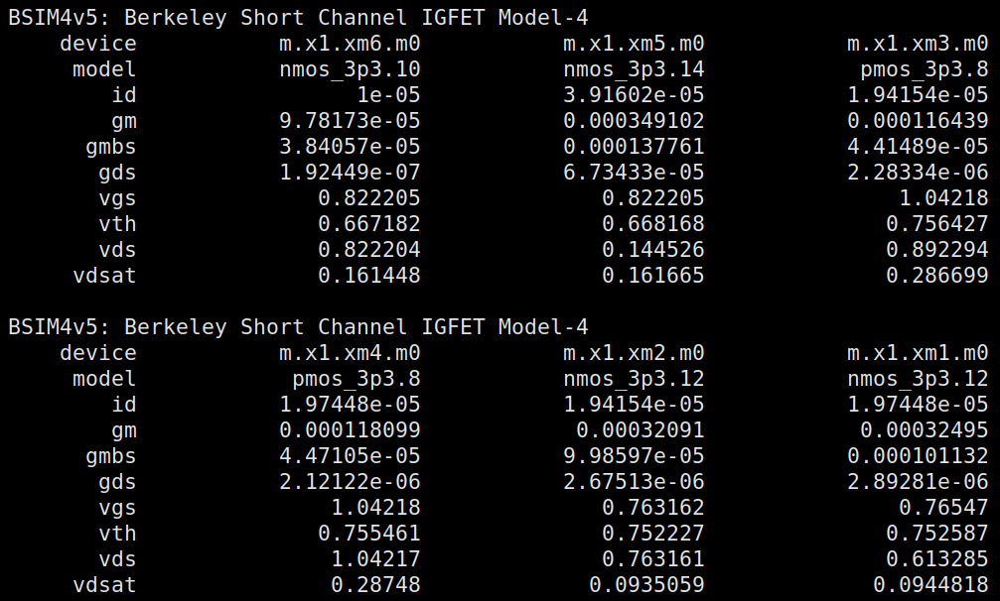 BSIM4v5: Berkeley Short Channel IGFET Model-4
device m.x1.xm6.m0 m.x1.xm5.m0 m.x1.xm3.m0
model nmos_3p3.10 nmos_3p3.14 pmos_3p3.8
id 1e-05 3.91602e-05 1.94154e-05
gm 9.78173e-05 0.000349102 0.000116439
gmbs 3.84057e-05 0.000137761 4.41489e-05
gds 1.92449e-07 6.73433e-05 2.28334e-06
vgs 0.822205 0.822205 1.04218
vth 0.667182 0.668168 0.756427
vds 0.822204 0.144526 0.892294
vdsat 0.161448 0.161665 0.286699
BSIM4v5: Berkeley Short Channel IGFET Model-4
device m.x1.xm4.m0 m.x1.xm2.m0 m.x1.xm1.m0
model pmos_3p3.8 nmos_3p3.12 nmos_3p3.12
id 1.97448e-05 1.94154e-05 1.97448e-05
gm 0.000118099 0.00032091 0.00032495
gmbs 4.47105e-05 9.98597e-05 0.000101132
gds 2.12122e-06 2.67513e-06 2.89281e-06
vgs 1.04218 0.763162 0.76547
vth 0.755461 0.752227 0.752587
vds 1.04217 0.763161 0.613285
vdsat 0.28748 0.0935059 0.0944818